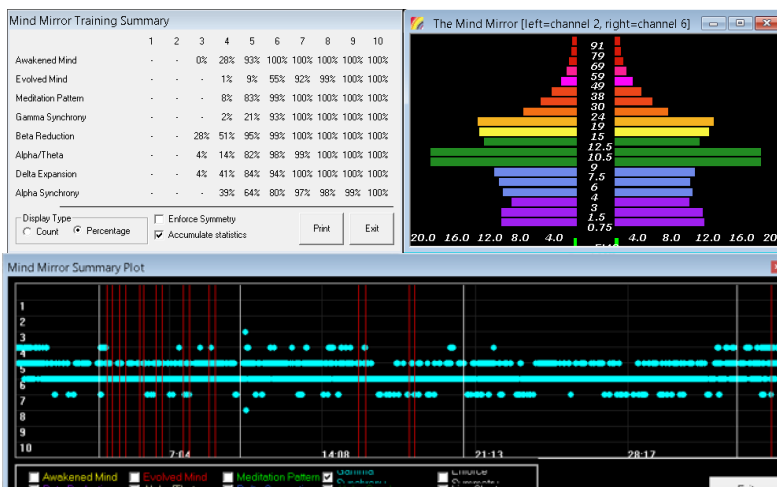 Mind Mirror Training Summary
1 2 3 4 5 6 7 8 9 10
Awakened Mind - - 0% 28% 93% 100% 100% 100% 100% 100%
Evolved Mind - - - 1% 9% 55% 92% 99% 100% 100%
Meditation Pattern - - - 8% 83% 99% 100% 100% 100% 100%
Gamma Synchrony - - - 2% 21% 93% 100% 100% 100% 100%
Beta Reduction - - 28% 51% 95% 99% 100% 100% 100% 100%
Alpha/Theta - - 4% 14% 82% 98% 99% 100% 100% 100%
Delta Expansion - - 4% 41% 84% 94% 100% 100% 100% 100%
Alpha Synchrony - - - 39% 64% 80% 97% 98% 99% 100%
Display Type
Count Percentage
Enforce Symmetry
Accumulate statistics
Print Exit
The Mind Mirror [left=channel 2, right=channel 6]
91
79
69
59
49
38
30
24
19
15
12.5
10.5
9
7.5
6
4
3
1.5
0.75
20.0 16.0 12.0 8.0 4.0 4.0 8.0 12.0 16.0
Mind Mirror Summary Plot
1
2
3
4
5
6
7
8
9
10
7:04 14:08 21:13 28:17
Awakened Mind Evolved Mind Meditation Pattern Gamma Enforce